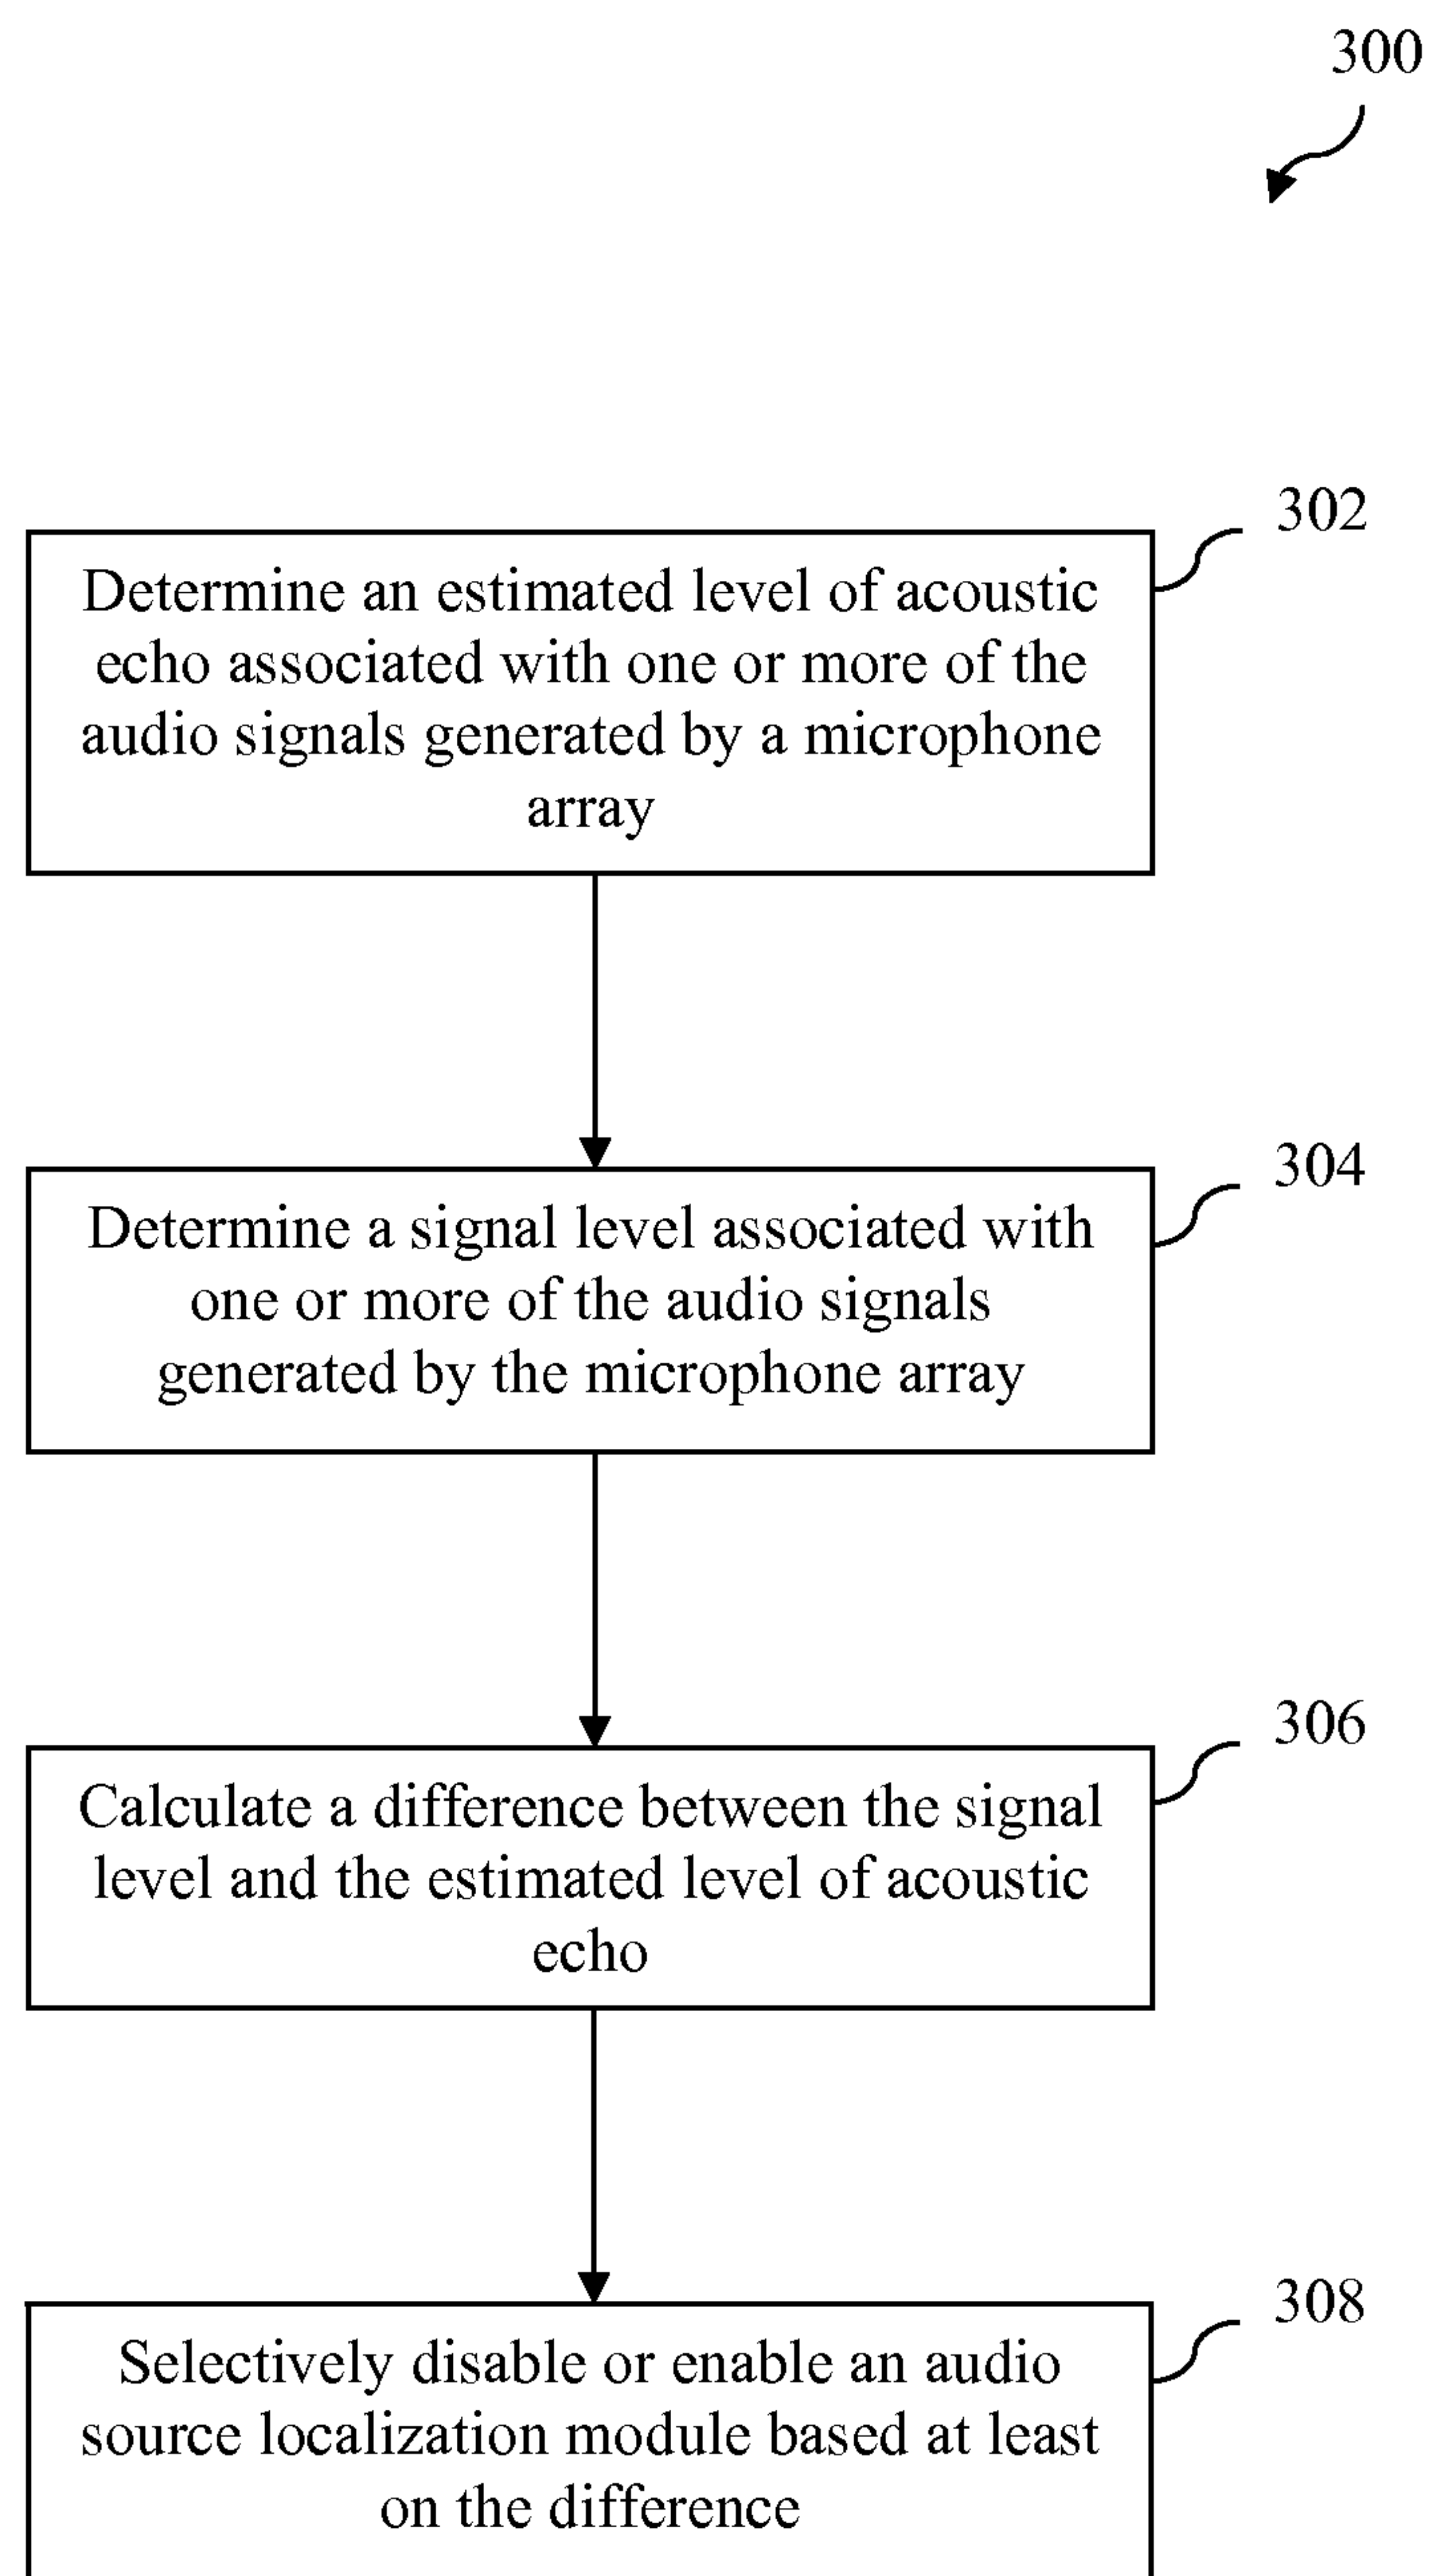 300
302
Determine an estimated level of acoustic
echo associated with one or more of the
audio signals generated by a microphone
array
304
Determine a signal level associated with
one or more of the audio signals
generated by the microphone array
306
Calculate a difference between the signal
level and the estimated level of acoustic
echo
308
Selectively disable or enable an audio
source localization module based at least
on the difference